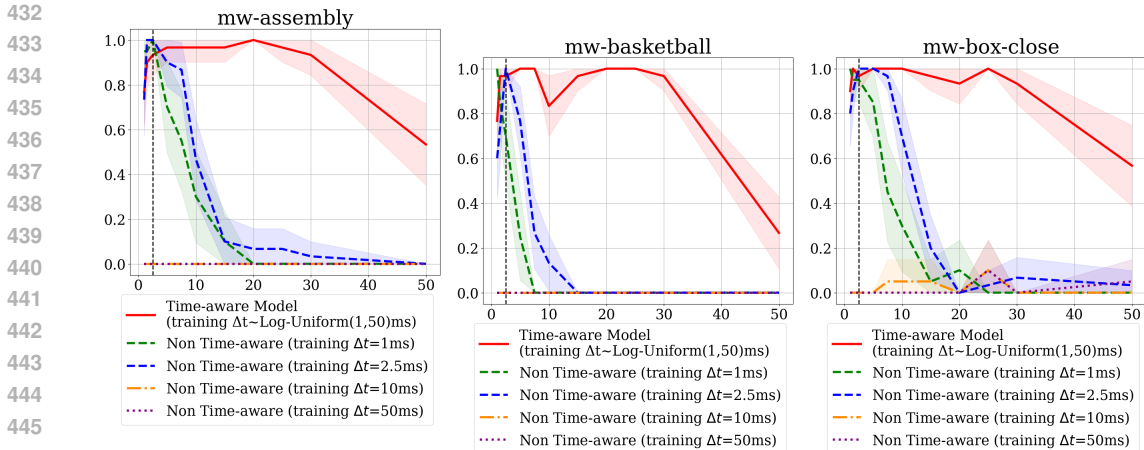 432
433
434
435
436
437
438
439
440
441
442
443
444
445
mw-assembly
1.0
0.8
0.6
0.4
0.2
0.0
0 10 20 30 40 50
Time-aware Model
(training Δt~Log-Uniform(1,50)ms)
Non Time-aware (training Δt=1ms)
Non Time-aware (training Δt=2.5ms)
Non Time-aware (training Δt=10ms)
Non Time-aware (training Δt=50ms)
mw-basketball
1.0
0.8
0.6
0.4
0.2
0.0
0 10 20 30 40 50
Time-aware Model
(training Δt~Log-Uniform(1,50)ms)
Non Time-aware (training Δt=1ms)
Non Time-aware (training Δt=2.5ms)
Non Time-aware (training Δt=10ms)
Non Time-aware (training Δt=50ms)
mw-box-close
1.0
0.8
0.6
0.4
0.2
0.0
0 10 20 30 40 50
Time-aware Model
(training Δt~Log-Uniform(1,50)ms)
Non Time-aware (training Δt=1ms)
Non Time-aware (training Δt=2.5ms)
Non Time-aware (training Δt=10ms)
Non Time-aware (training Δt=50ms)